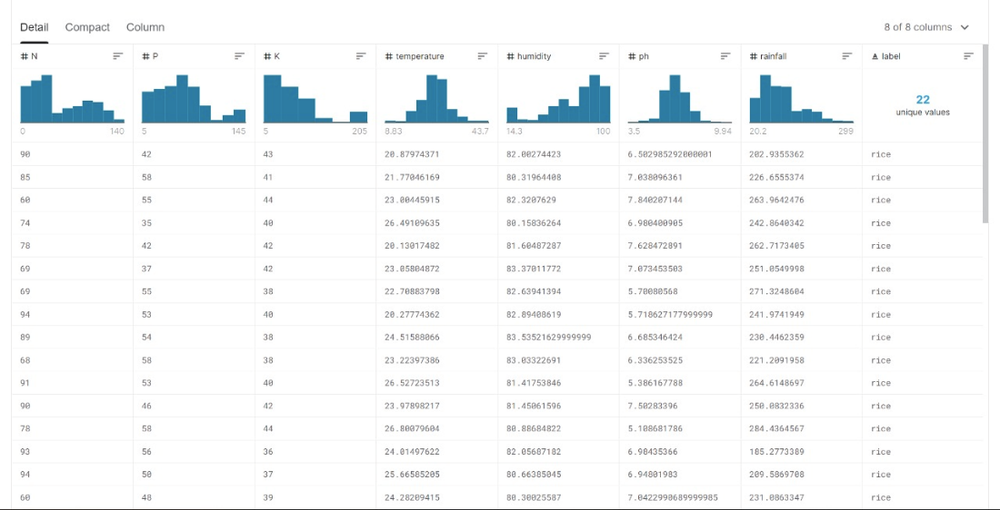 Detail Compact Column 8 of 8 columns
# N # P # K # temperature # humidity # ph # rainfall A label
22
unique values
0 140 5 145 5 205 8.83 43.7 14.3 100 3.5 9.94 20.2 299
90 42 43 20.87974371 82.00274423 6.502985292000001 202.9355362 rice
85 58 41 21.77046169 80.31964408 7.038096361 226.6555374 rice
60 55 44 23.00445915 82.3207629 7.840207144 263.9642476 rice
74 35 40 26.49109635 80.15836264 6.980400905 242.8640342 rice
78 42 42 20.13017482 81.60487287 7.628472891 262.7173405 rice
69 37 42 23.05804872 83.37011772 7.073453503 251.0549998 rice
69 55 38 22.70883798 82.63941394 5.70080568 271.3248604 rice
94 53 40 20.27774362 82.89408619 5.718627177999999 241.9741949 rice
89 54 38 24.51588066 83.53521629999999 6.685346424 230.4462359 rice
68 58 38 23.22397386 83.03322691 6.336253525 221.2091958 rice
91 53 40 26.52723513 81.41753846 5.386167788 264.6148697 rice
90 46 42 23.97898217 81.45061596 7.50283396 250.0832336 rice
78 58 44 26.80079604 80.88684822 5.108681786 284.4364567 rice
93 56 36 24.01497622 82.05687182 6.98435366 185.2773389 rice
94 50 37 25.66585205 80.66385045 6.94801983 209.5869708 rice
60 48 39 24.28209415 80.30025587 7.0422990689999985 231.0863347 rice